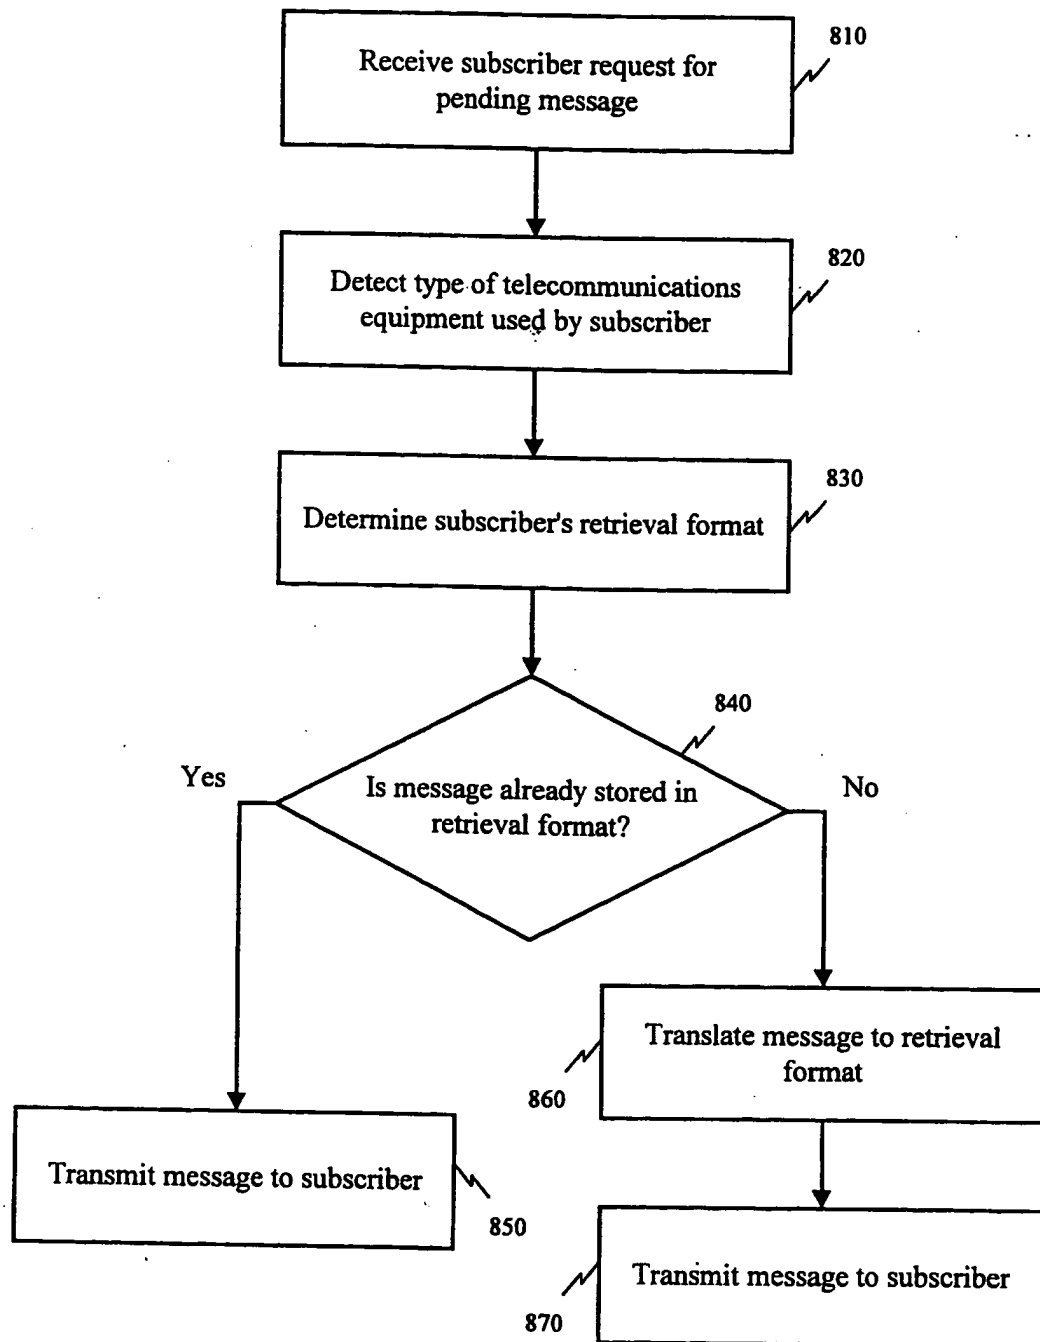 810
Receive subscriber request for
pending message
820
Detect type of telecommunications
equipment used by subscriber
830
Determine subscriber's retrieval format
840
Yes
No
Is message already stored in
retrieval format?
Translate message to retrieval
format
860
Transmit message to subscriber
850
Transmit message to subscriber
870